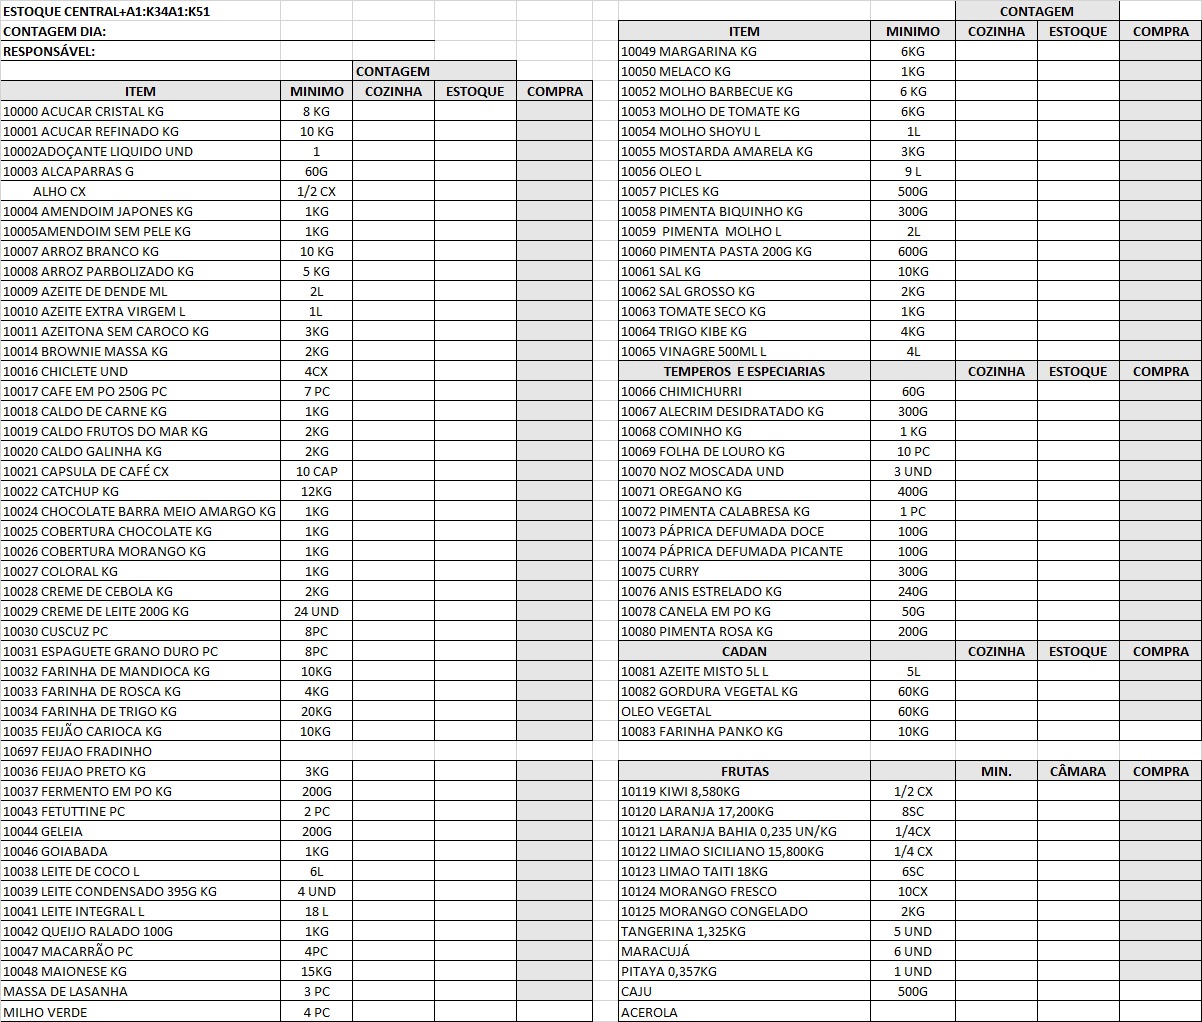 ESTOQUE CENTRAL+A1:K34A1:K51
CONTAGEM DIA:
RESPONSÁVEL:
CONTAGEM
ITEM MINIMO COZINHA ESTOQUE COMPRA
10000 ACUCAR CRISTAL KG 8 KG
10001 ACUCAR REFINADO KG 10 KG
10002ADOÇANTE LIQUIDO UND 1
10003 ALCAPARRAS G 60G
ALHO CX 1/2 CX
10004 AMENDOIM JAPONES KG 1KG
10005AMENDOIM SEM PELE KG 1KG
10007 ARROZ BRANCO KG 10 KG
10008 ARROZ PARBOLIZADO KG 5 KG
10009 AZEITE DE DENDE ML 2L
10010 AZEITE EXTRA VIRGEM L 1L
10011 AZEITONA SEM CAROCO KG 3KG
10014 BROWNIE MASSA KG 2KG
10016 CHICLETE UND 4CX
10017 CAFE EM PO 250G PC 7 PC
10018 CALDO DE CARNE KG 1KG
10019 CALDO FRUTOS DO MAR KG 2KG
10020 CALDO GALINHA KG 2KG
10021 CAPSULA DE CAFÉ CX 10 CAP
10022 CATCHUP KG 12KG
10024 CHOCOLATE BARRA MEIO AMARGO KG 1KG
10025 COBERTURA CHOCOLATE KG 1KG
10026 COBERTURA MORANGO KG 1KG
10027 COLORAL KG 1KG
10028 CREME DE CEBOLA KG 2KG
10029 CREME DE LEITE 200G KG 24 UND
10030 CUSCUZ PC 8PC
10031 ESPAGUETE GRANO DURO PC 8PC
10032 FARINHA DE MANDIOCA KG 10KG
10033 FARINHA DE ROSCA KG 4KG
10034 FARINHA DE TRIGO KG 20KG
10035 FEIJÃO CARIOCA KG 10KG
10697 FEIJAO FRADINHO
10036 FEIJAO PRETO KG 3KG
10037 FERMENTO EM PO KG 200G
10043 FETUTTINE PC 2 PC
10044 GELEIA 200G
10046 GOIABADA 1KG
10038 LEITE DE COCO L 6L
10039 LEITE CONDENSADO 395G KG 4 UND
10041 LEITE INTEGRAL L 18 L
10042 QUEIJO RALADO 100G 1KG
10047 MACARRÃO PC 4PC
10048 MAIONESE KG 15KG
MASSA DE LASANHA 3 PC
MILHO VERDE 4 PC
CONTAGEM
ITEM MINIMO COZINHA ESTOQUE COMPRA
10049 MARGARINA KG 6KG
10050 MELACO KG 1KG
10052 MOLHO BARBECUE KG 6 KG
10053 MOLHO DE TOMATE KG 6KG
10054 MOLHO SHOYU L 1L
10055 MOSTARDA AMARELA KG 3KG
10056 OLEO L 9 L
10057 PICLES KG 500G
10058 PIMENTA BIQUINHO KG 300G
10059 PIMENTA MOLHO L 2L
10060 PIMENTA PASTA 200G KG 600G
10061 SAL KG 10KG
10062 SAL GROSSO KG 2KG
10063 TOMATE SECO KG 1KG
10064 TRIGO KIBE KG 4KG
10065 VINAGRE 500ML L 4L
TEMPEROS E ESPECIARIAS COZINHA ESTOQUE COMPRA
10066 CHIMICHURRI 60G
10067 ALECRIM DESIDRATADO KG 300G
10068 COMINHO KG 1 KG
10069 FOLHA DE LOURO KG 10 PC
10070 NOZ MOSCADA UND 3 UND
10071 OREGANO KG 400G
10072 PIMENTA CALABRESA KG 1 PC
10073 PÁPRICA DEFUMADA DOCE 100G
10074 PÁPRICA DEFUMADA PICANTE 100G
10075 CURRY 300G
10076 ANIS ESTRELADO KG 240G
10078 CANELA EM PO KG 50G
10080 PIMENTA ROSA KG 200G
CADAN COZINHA ESTOQUE COMPRA
10081 AZEITE MISTO 5L L 5L
10082 GORDURA VEGETAL KG 60KG
OLEO VEGETAL 60KG
10083 FARINHA PANKO KG 10KG
FRUTAS MIN. CÂMARA COMPRA
10119 KIWI 8,580KG 1/2 CX
10120 LARANJA 17,200KG 8SC
10121 LARANJA BAHIA 0,235 UN/KG 1/4CX
10122 LIMAO SICILIANO 15,800KG 1/4 CX
10123 LIMAO TAITI 18KG 6SC
10124 MORANGO FRESCO 10CX
10125 MORANGO CONGELADO 2KG
TANGERINA 1,325KG 5 UND
MARACUJÁ 6 UND
PITAYA 0,357KG 1 UND
CAJU 500G
ACEROLA